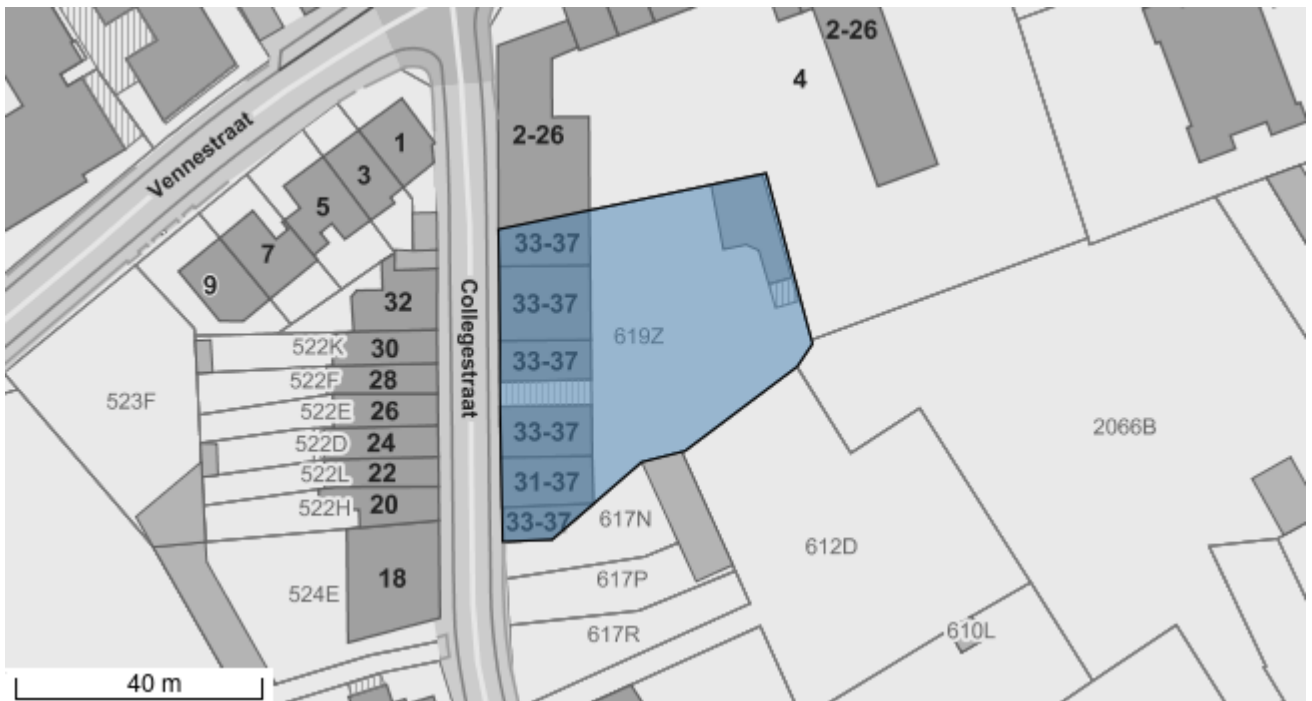 2-26
4
2-26
Vennestraat
1
3
5
7
9
33-37
32
33-37
Collegestraat
619Z
522K
30
33-37
522F
28
523F
522E
26
2066B
33-37
522D
24
522L
22
31-37
522H
20
33-37
617N
612D
18
617P
524E
617R
610L
40 m